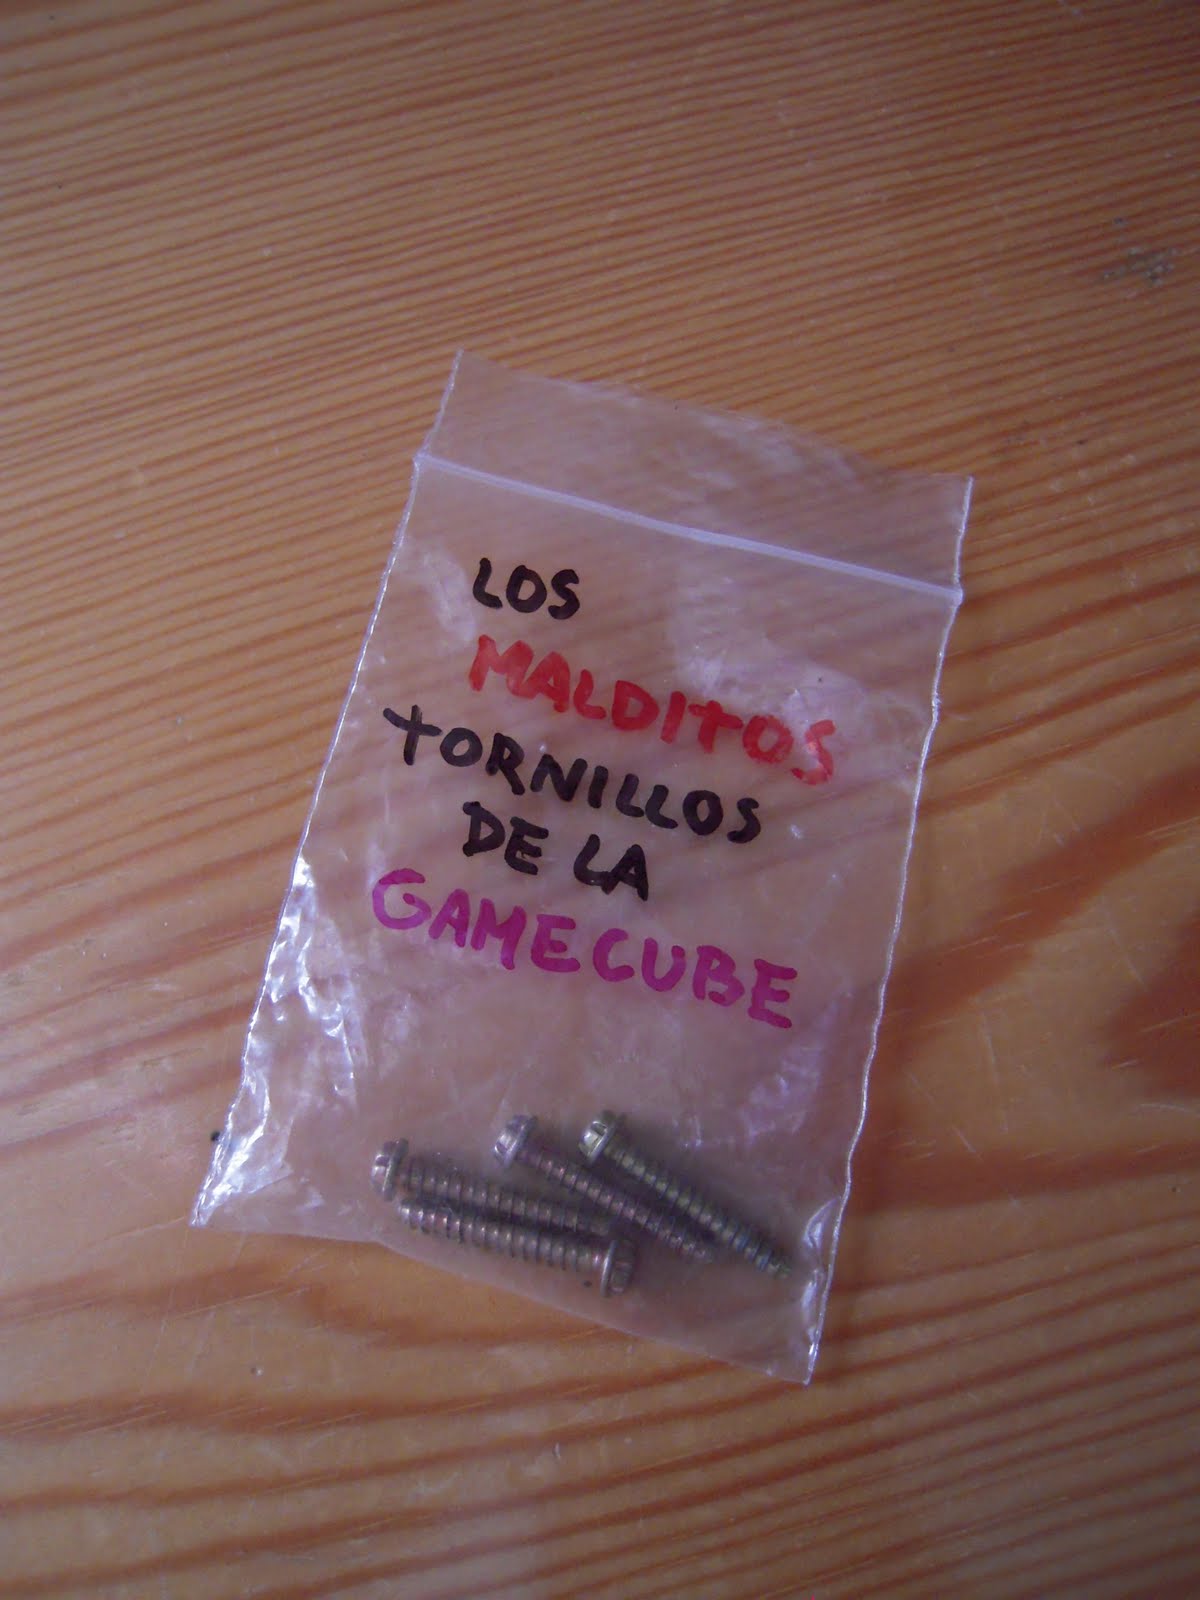 LOS
MALDITOS
TORNILLOS
DE LA
GAMECUBE